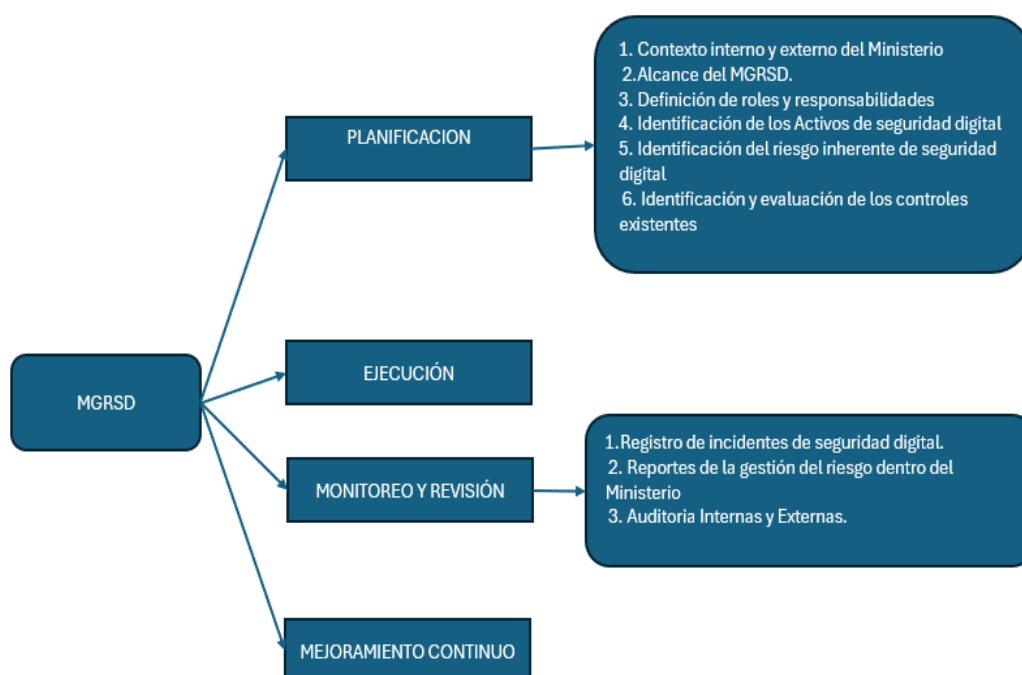 MGRSD
PLANIFICACION
1. Contexto interno y externo del Ministerio
2.Alcance del MGRSD.
3. Definición de roles y responsabilidades
4. Identificación de los Activos de seguridad digital
5. Identificación del riesgo inherente de seguridad
digital
6. Identificación y evaluación de los controles
existentes
EJECUCIÓN
MONITOREO Y REVISIÓN
1.Registro de incidentes de seguridad digital.
2. Reportes de la gestión del riesgo dentro del
Ministerio
3. Auditoria Internas y Externas.
MEJORAMIENTO CONTINUO